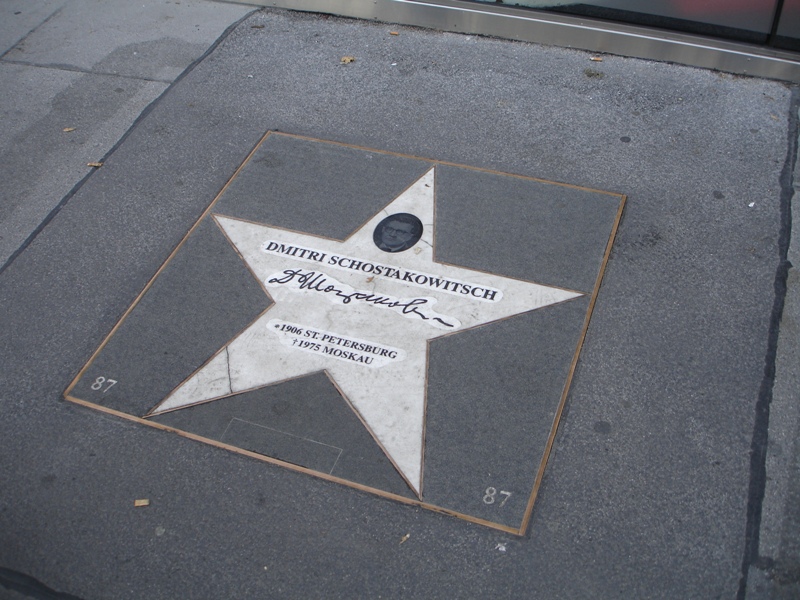 DMITRI SCHOSTAKOWITSCH
*1906 ST. PETERSBURG
†1975 MOSKAU
87
87